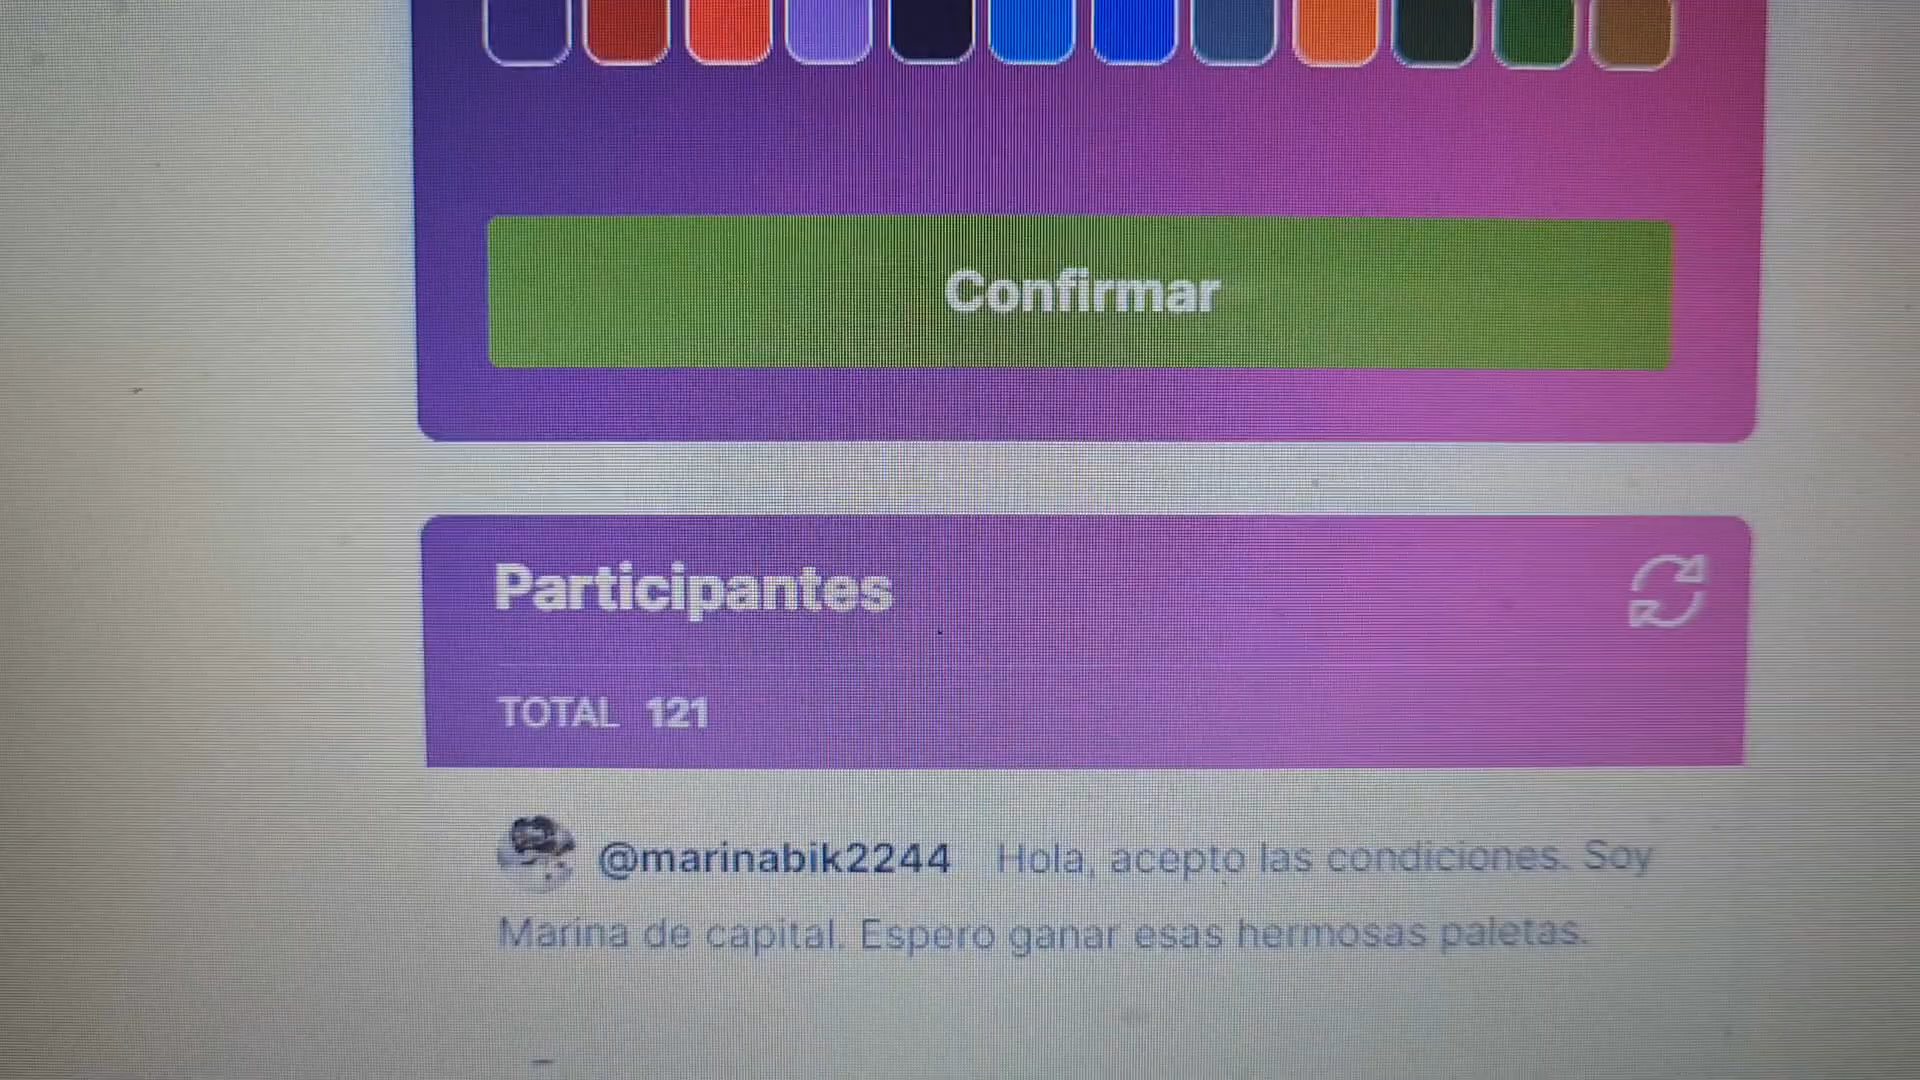 Confirmar
Participantes
TOTAL 121
@marinabik2244 Hola, acepto las condiciones. Soy
Marina de capital. Espero ganar esas hermosas paletas.